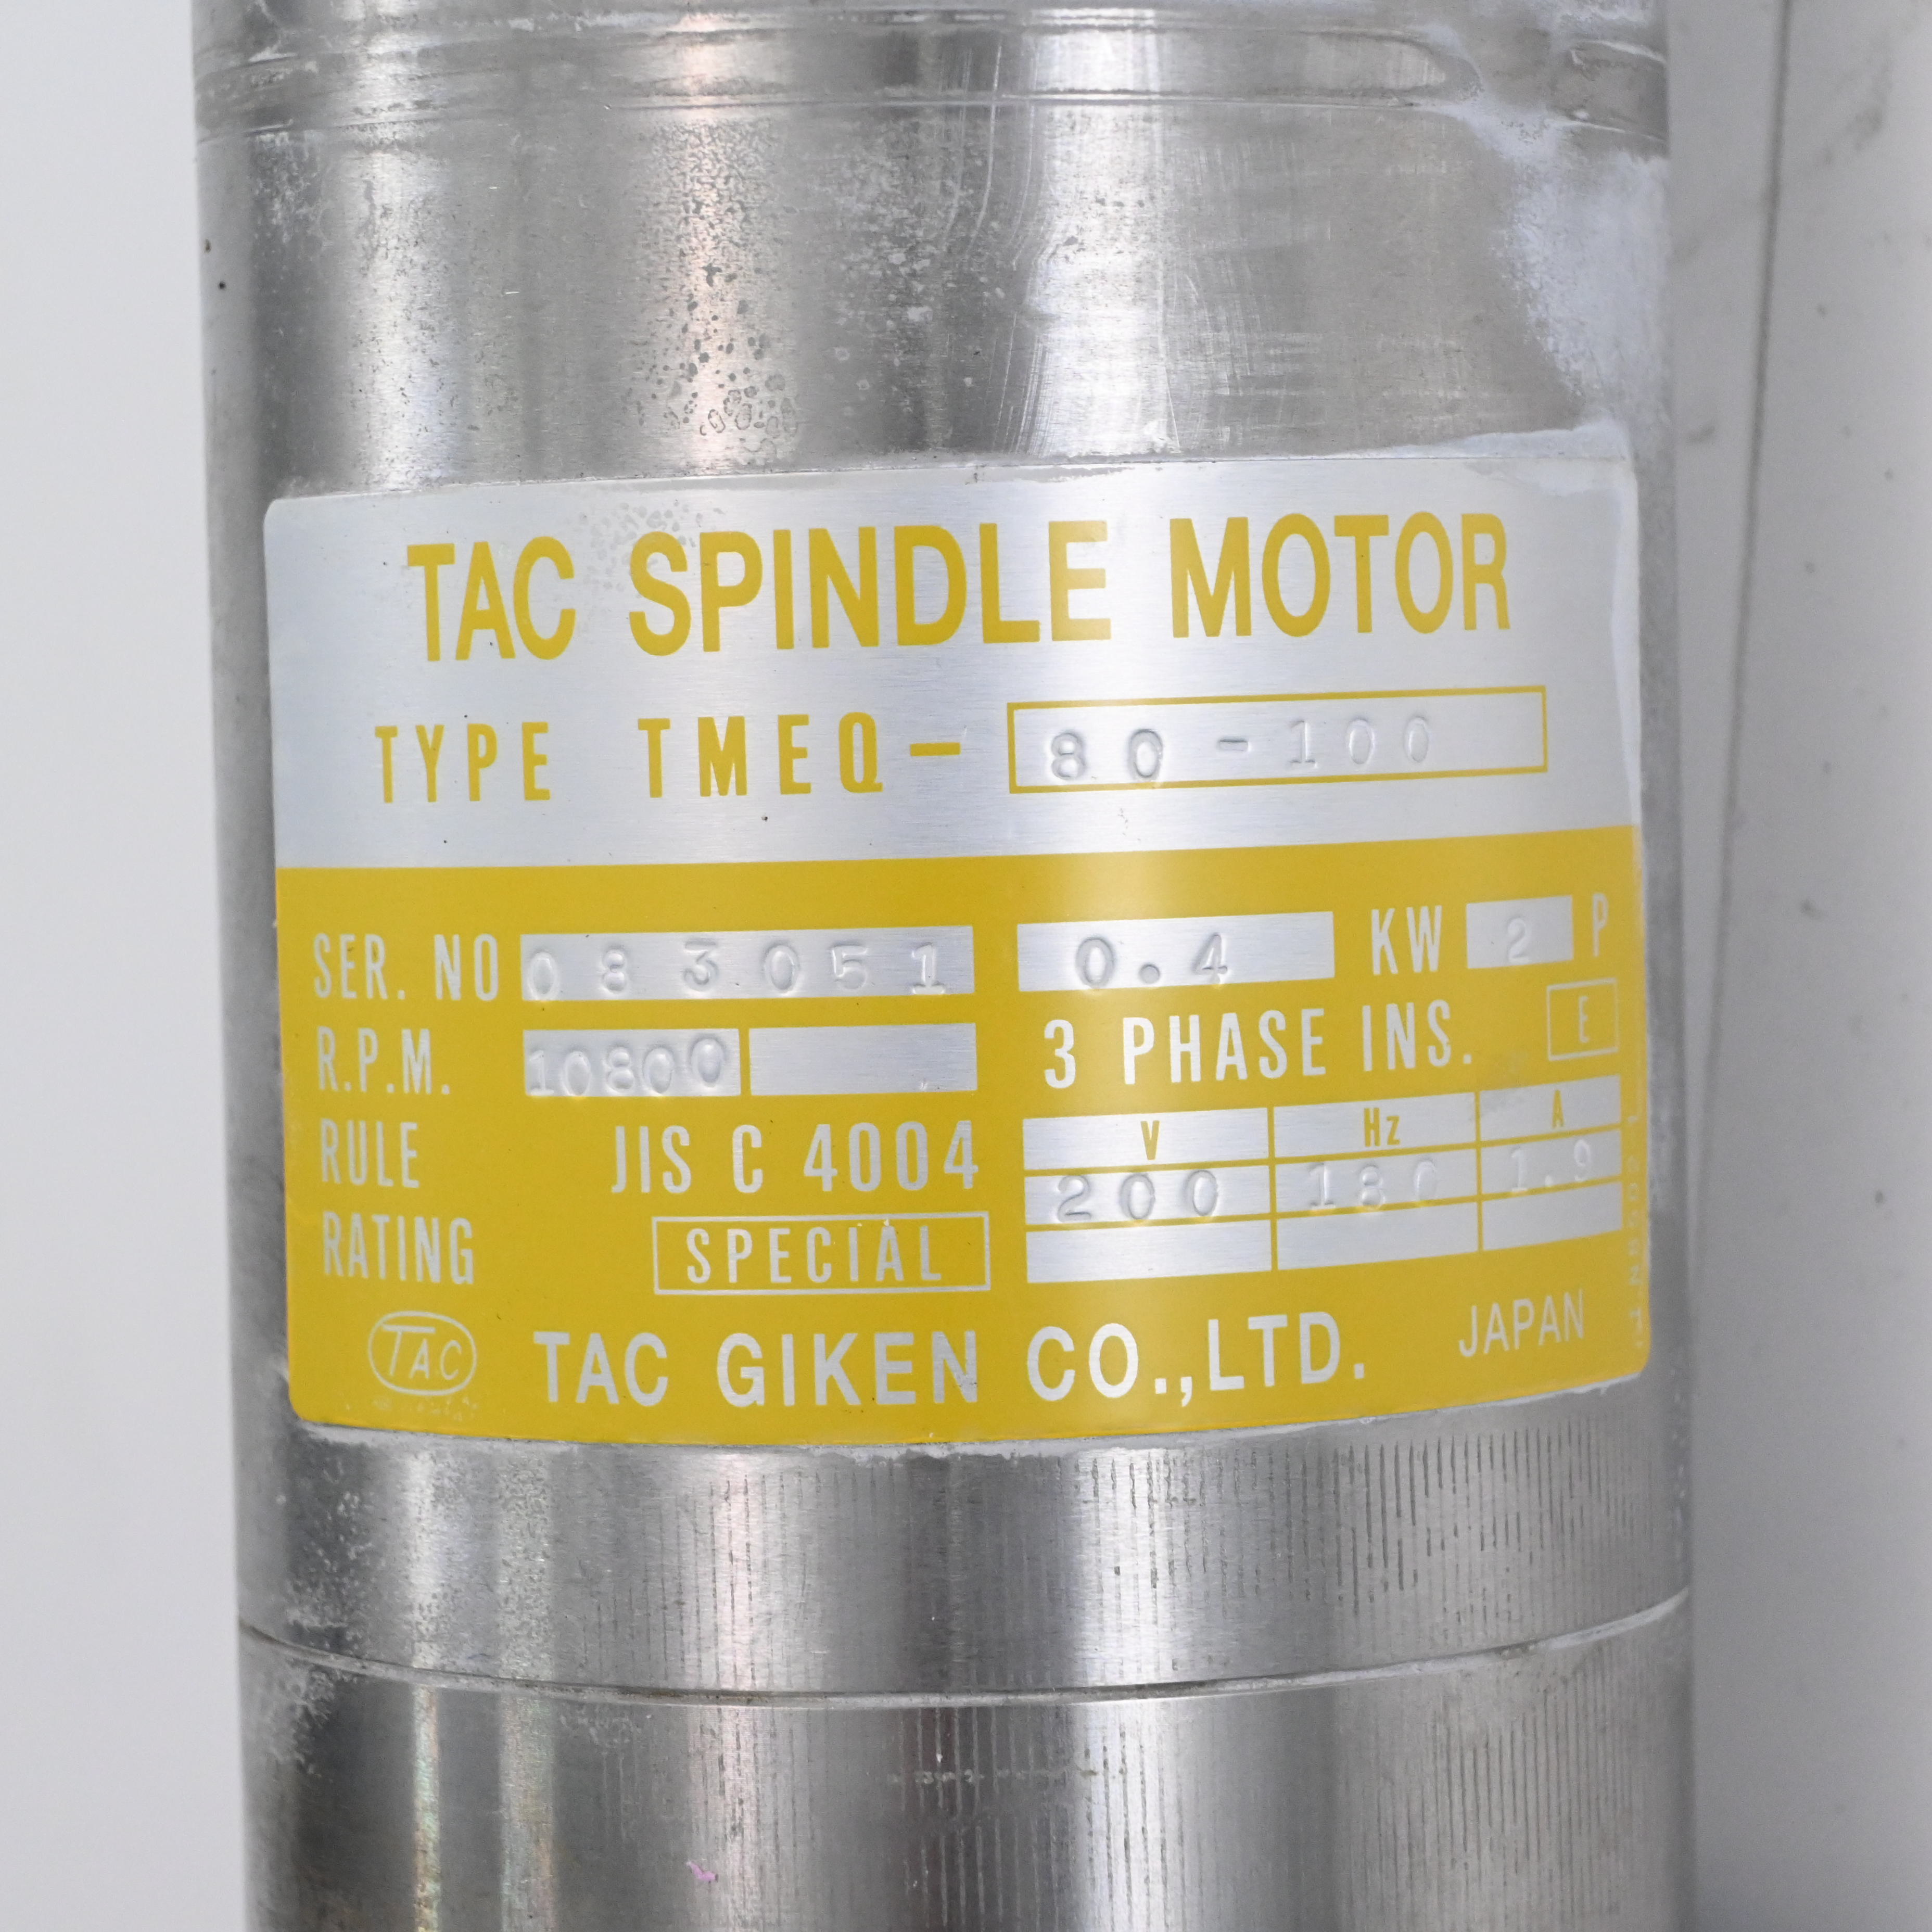 TAC SPINDLE MOTOR
TYPE TMEQ- 80-100
SER. NO 083051 0.4 KW 2 P
R.P.M. 10800 3 PHASE INS. E
RULE JIS C 4004 V Hz A
200 180 1.9
RATING SPECIAL
TAC TAC GIKEN CO.,LTD. JAPAN